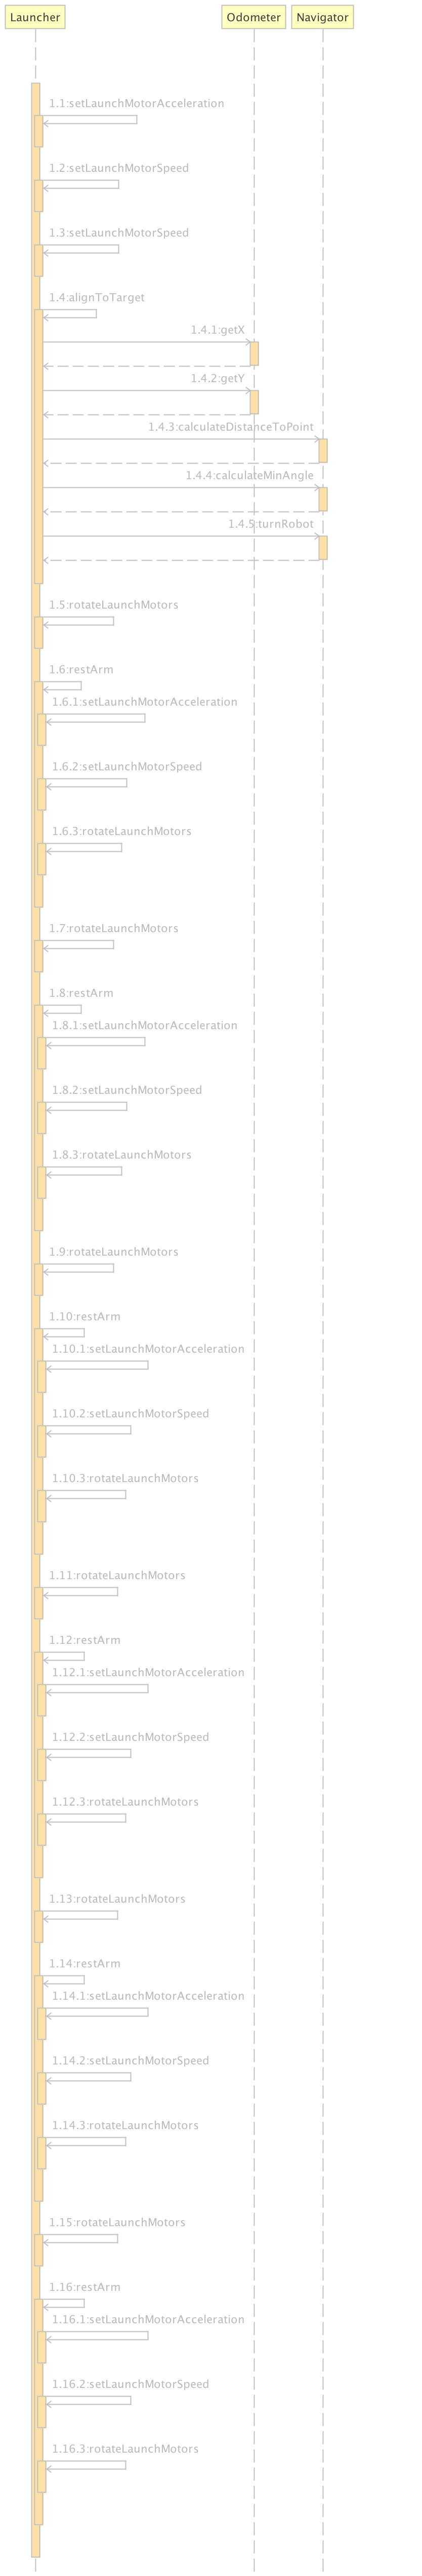 Launcher Odometer Navigator
1.1:setLaunchMotorAcceleration
1.2:setLaunchMotorSpeed
1.3:setLaunchMotorSpeed
1.4:alignToTarget
1.4.1:getX
1.4.2:getY
1.4.3:calculateDistanceToPoint
1.4.4:calculateMinAngle
1.4.5:turnRobot
1.5:rotateLaunchMotors
1.6:restArm
1.6.1:setLaunchMotorAcceleration
1.6.2:setLaunchMotorSpeed
1.6.3:rotateLaunchMotors
1.7:rotateLaunchMotors
1.8:restArm
1.8.1:setLaunchMotorAcceleration
1.8.2:setLaunchMotorSpeed
1.8.3:rotateLaunchMotors
1.9:rotateLaunchMotors
1.10:restArm
1.10.1:setLaunchMotorAcceleration
1.10.2:setLaunchMotorSpeed
1.10.3:rotateLaunchMotors
1.11:rotateLaunchMotors
1.12:restArm
1.12.1:setLaunchMotorAcceleration
1.12.2:setLaunchMotorSpeed
1.12.3:rotateLaunchMotors
1.13:rotateLaunchMotors
1.14:restArm
1.14.1:setLaunchMotorAcceleration
1.14.2:setLaunchMotorSpeed
1.14.3:rotateLaunchMotors
1.15:rotateLaunchMotors
1.16:restArm
1.16.1:setLaunchMotorAcceleration
1.16.2:setLaunchMotorSpeed
1.16.3:rotateLaunchMotors